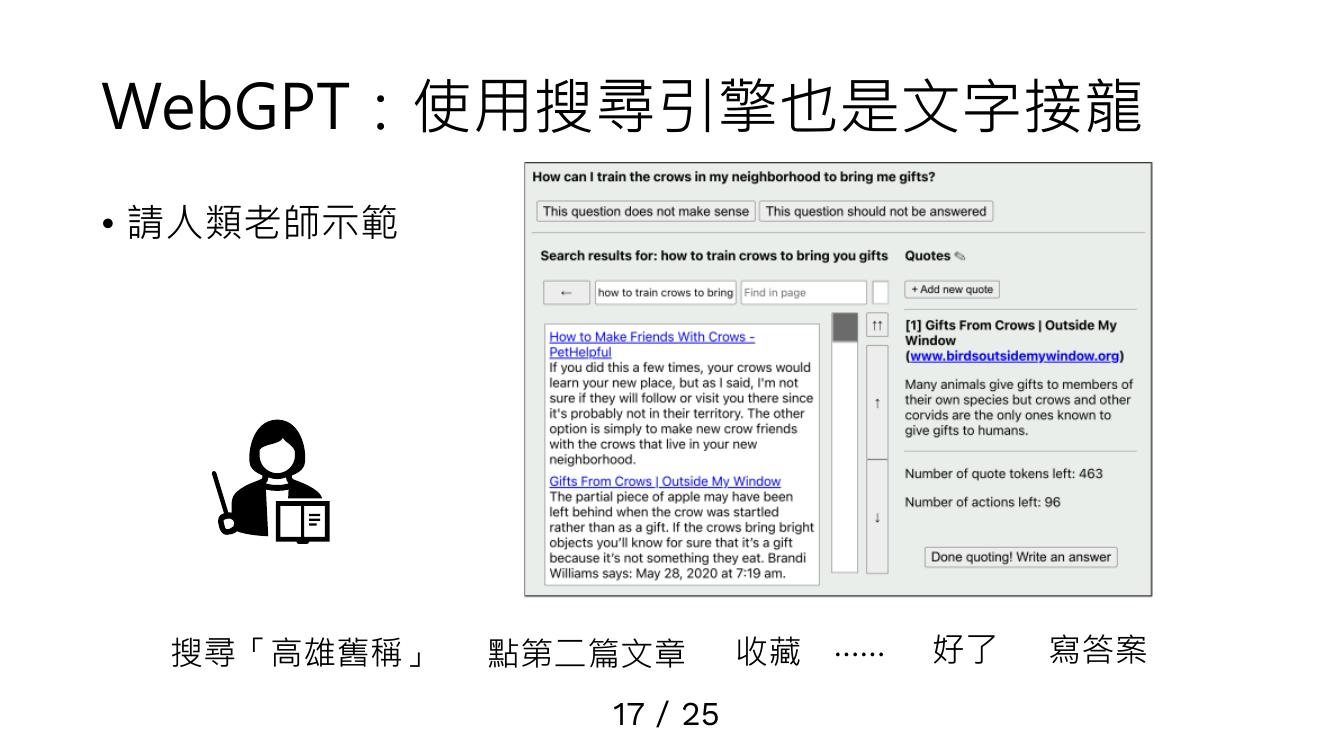 WebGPT：使用搜尋引擎也是文字接龍
• 請人類老師示範
How can I train the crows in my neighborhood to bring me gifts?
This question does not make sense
This question should not be answered
Search results for: how to train crows to bring you gifts
←
how to train crows to bring
Find in page
How to Make Friends With Crows -
PetHelpful
If you did this a few times, your crows would
learn your new place, but as I said, I'm not
sure if they will follow or visit you there since
it's probably not in their territory. The other
option is simply to make new crow friends
with the crows that live in your new
neighborhood.
Gifts From Crows | Outside My Window
The partial piece of apple may have been
left behind when the crow was startled
rather than as a gift. If the crows bring bright
objects you'll know for sure that it's a gift
because it's not something they eat. Brandi
Williams says: May 28, 2020 at 7:19 am.
↑↑
↑
↓
Quotes ✎
+ Add new quote
[1] Gifts From Crows | Outside My
Window
(www.birdsoutsidemywindow.org)
Many animals give gifts to members of
their own species but crows and other
corvids are the only ones known to
give gifts to humans.
Number of quote tokens left: 463
Number of actions left: 96
Done quoting! Write an answer
搜尋「高雄舊稱」 點第二篇文章 收藏 …… 好了 寫答案
17 / 25